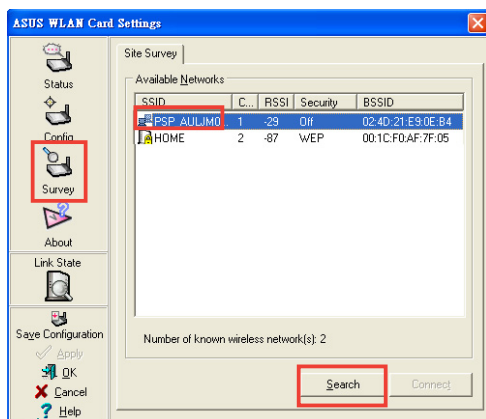 ASUS WLAN Card Settings
Status
Config
Survey
About
Link State
Save Configuration
Apply
OK
Cancel
Help
Site Survey
Available Networks
SSID C... RSSI Security BSSID
PSP_AULJM0... 1 -29 Off 02:4D:21:E9:0E:B4
HOME 2 -87 WEP 00:1C:F0:AF:7F:05
Number of known wireless network(s): 2
Search Connect